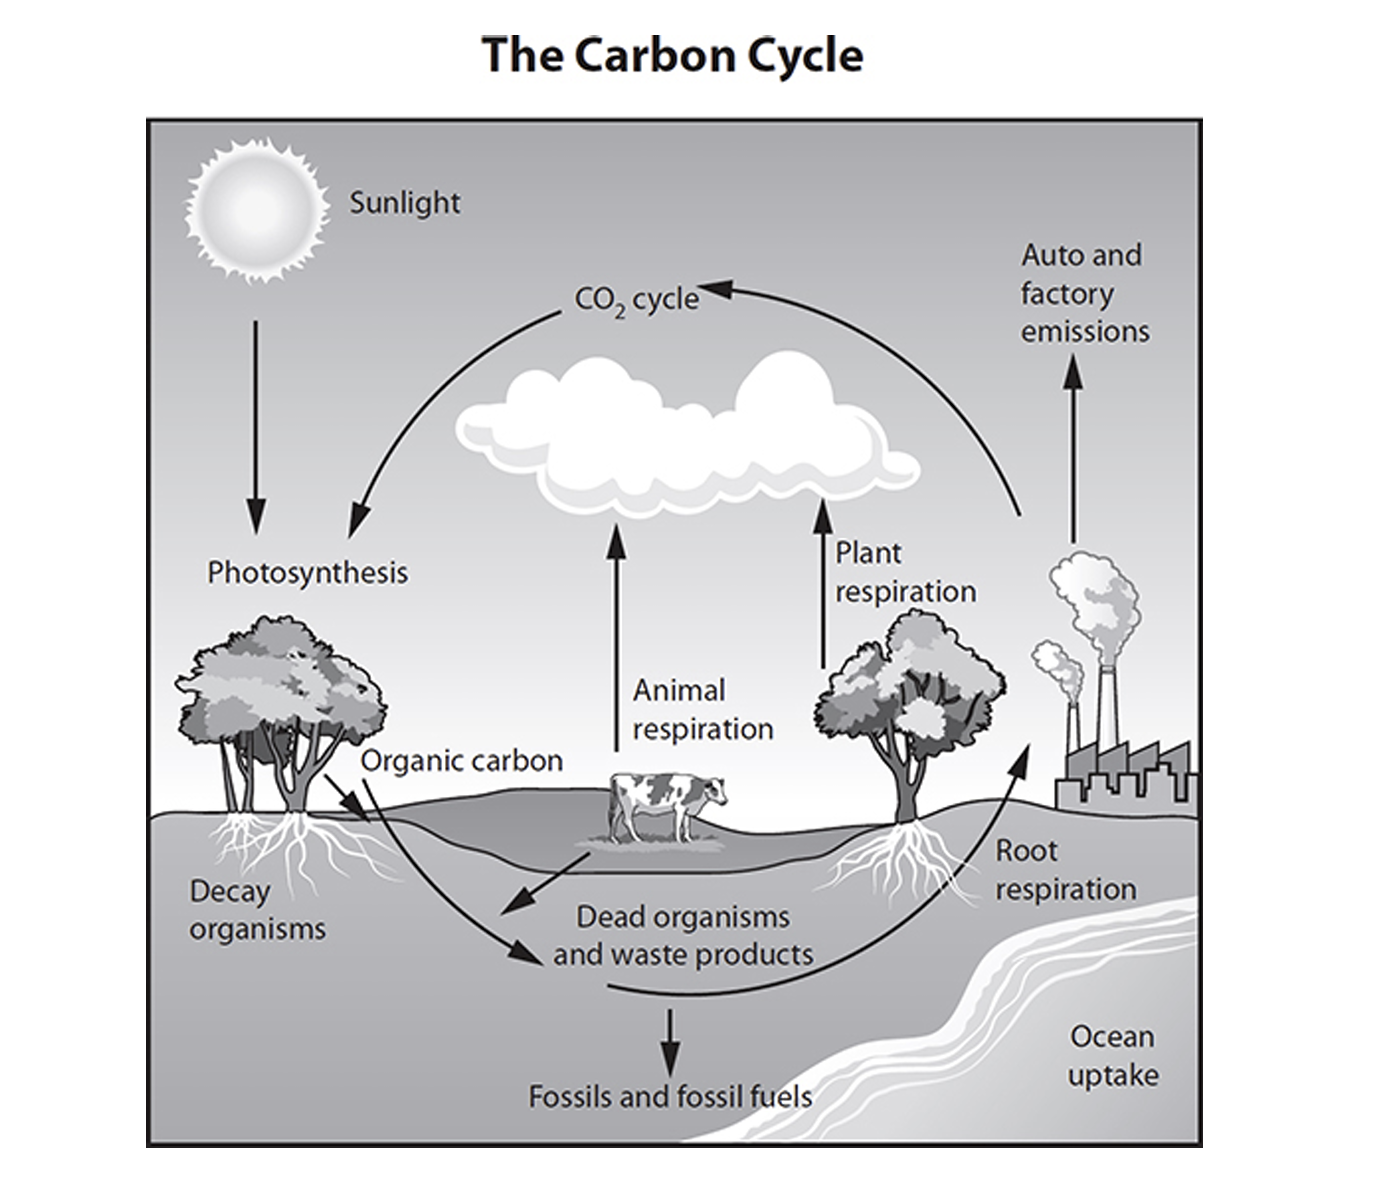 The Carbon Cycle
Sunlight
Auto and
factory
emissions
CO₂ cycle
Photosynthesis
Plant
respiration
Animal
respiration
Organic carbon
Root
respiration
Decay
organisms
Dead organisms
and waste products
Ocean
uptake
Fossils and fossil fuels